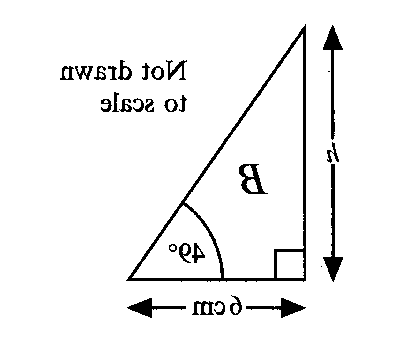 Not drawn
to scale
h
B
49°
6 cm